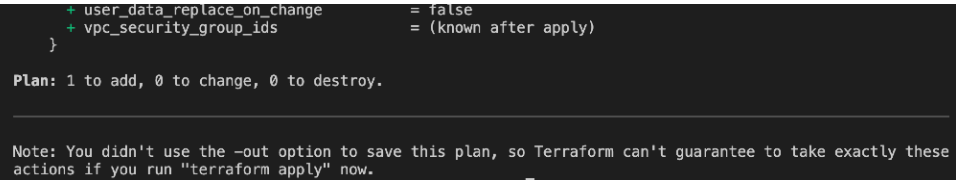 + user_data_replace_on_change = false
+ vpc_security_group_ids = (known after apply)
}
Plan: 1 to add, 0 to change, 0 to destroy.
Note: You didn't use the -out option to save this plan, so Terraform can't guarantee to take exactly these
actions if you run "terraform apply" now.